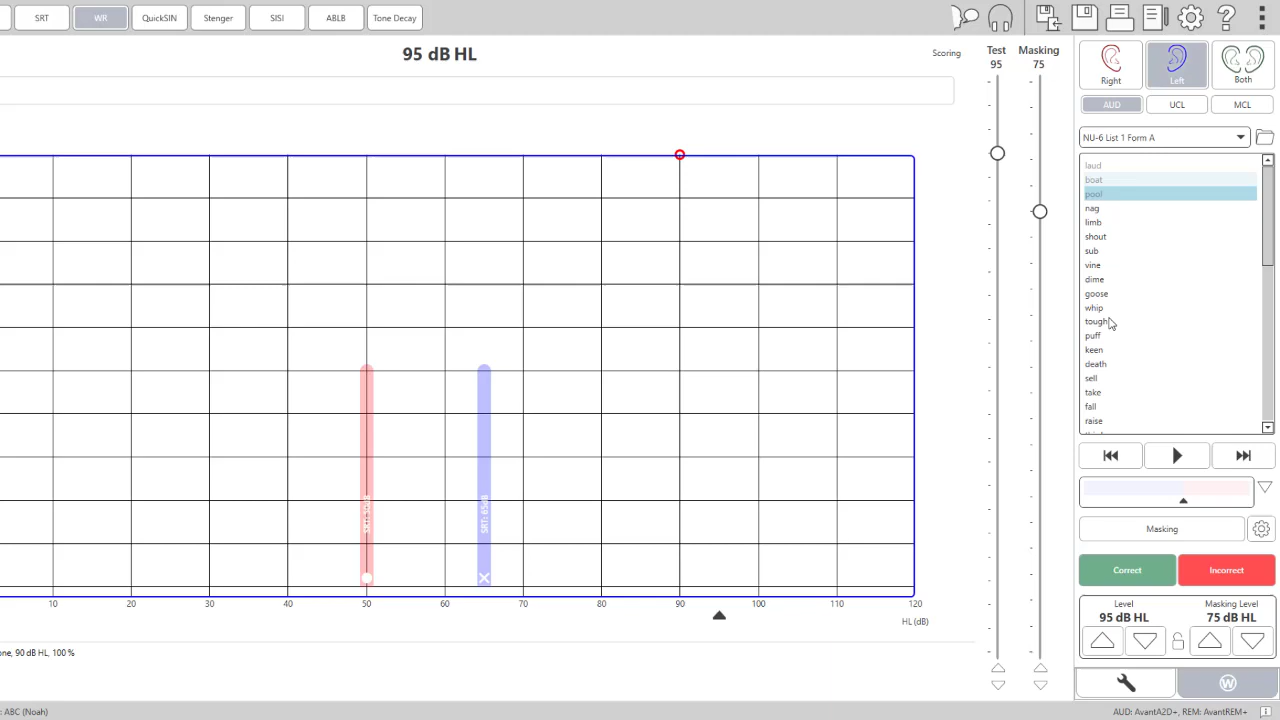 SRT WR QuickSIN Stenger SISI ABLB Tone Decay
95 dB HL
Scoring
Test Masking
95 75
Right Left Both
AUD UCL MCL
NU-6 List 1 Form A
laud
boat
pool
nag
limb
shout
sub
vine
dime
goose
whip
tough
puff
keen
death
sell
take
fall
raise
Masking
Correct Incorrect
Level Masking Level
95 dB HL 75 dB HL
SRT: 65dB
10 20 30 40 50 60 70 80 90 100 110 120
HL (dB)
one, 90 dB HL, 100 %
W
: ABC (Noah) AUD: AvantA2D+, REM: AvantREM+